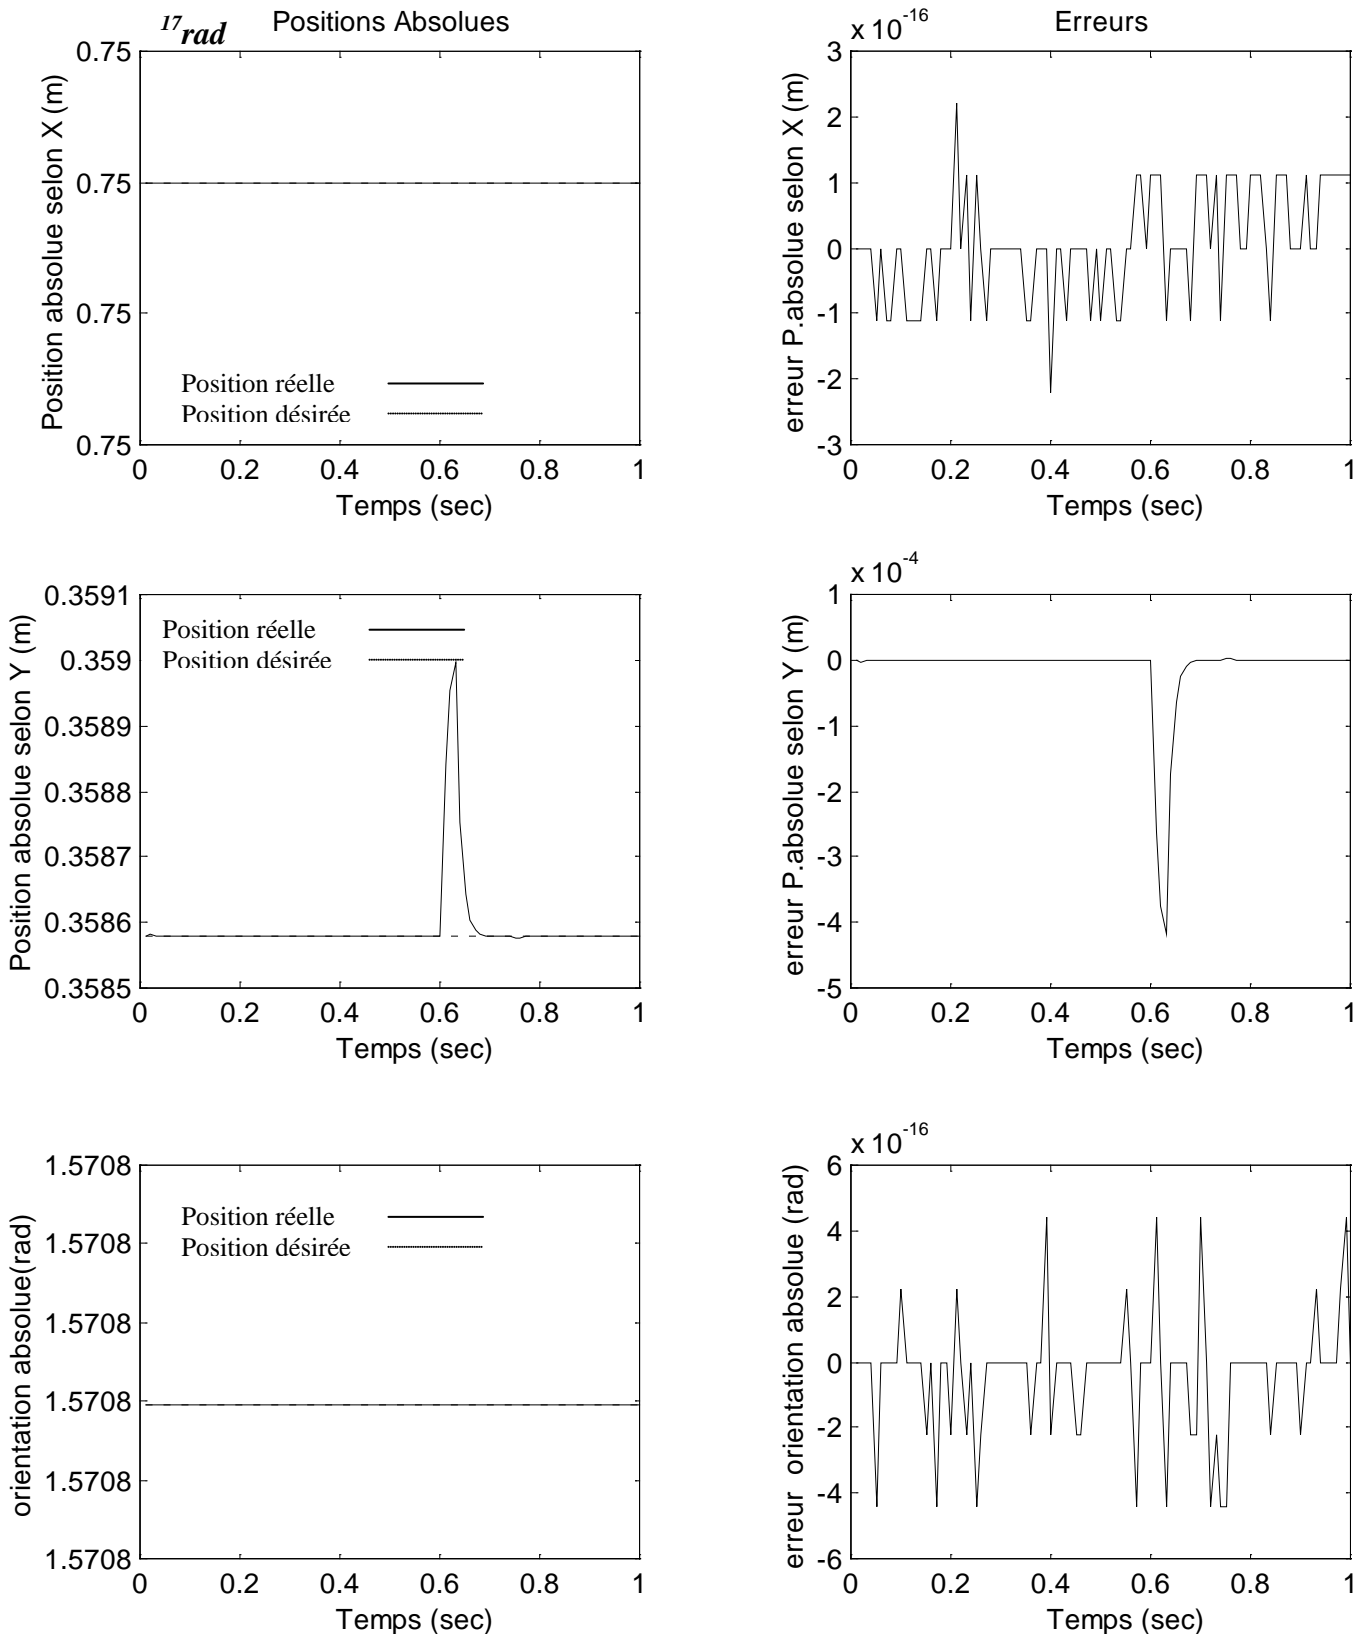 17rad Positions Absolues
0.75
0.75
0.75
0.75
Position absolue selon X (m)
Position réelle
Position désirée
0 0.2 0.4 0.6 0.8 1
Temps (sec)
Erreurs
x 10-16
3
2
1
0
-1
-2
-3
erreur P.absolue selon X (m)
0 0.2 0.4 0.6 0.8 1
Temps (sec)
0.3591
0.359
0.3589
0.3588
0.3587
0.3586
0.3585
Position absolue selon Y (m)
Position réelle
Position désirée
0 0.2 0.4 0.6 0.8 1
Temps (sec)
x 10-4
1
0
-1
-2
-3
-4
-5
erreur P.absolue selon Y (m)
0 0.2 0.4 0.6 0.8 1
Temps (sec)
1.5708
1.5708
1.5708
1.5708
1.5708
1.5708
orientation absolue(rad)
Position réelle
Position désirée
0 0.2 0.4 0.6 0.8 1
Temps (sec)
x 10-16
6
4
2
0
-2
-4
-6
erreur orientation absolue (rad)
0 0.2 0.4 0.6 0.8 1
Temps (sec)